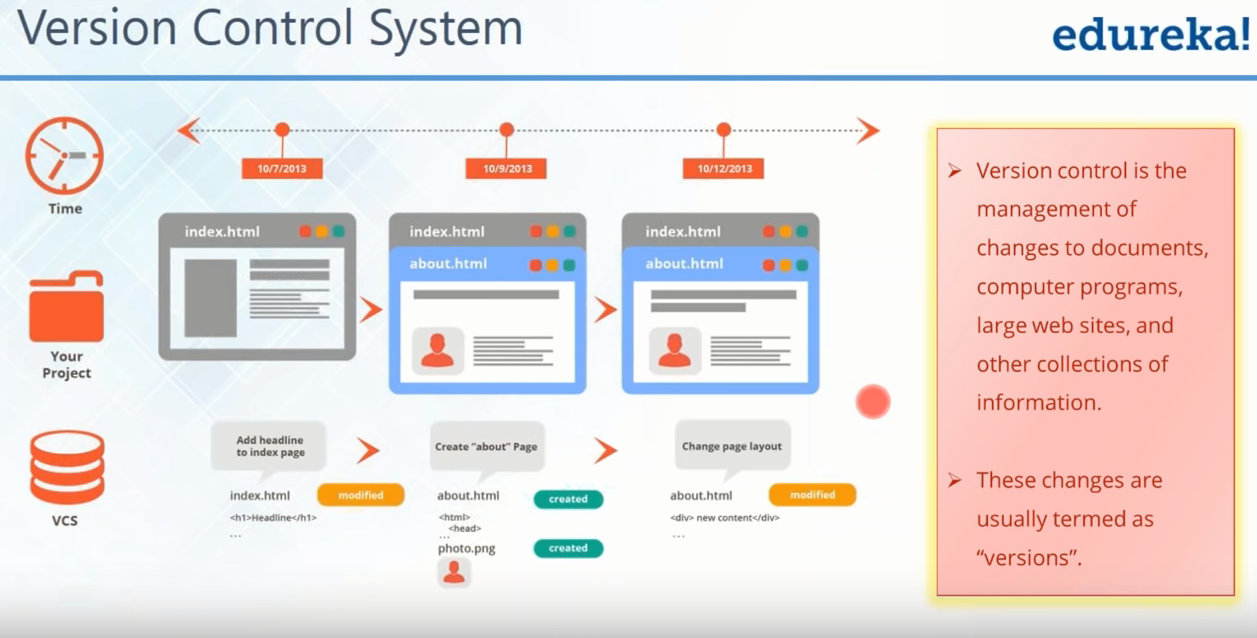 Version Control System
edureka!
Time
10/7/2013
10/9/2013
10/12/2013
Your
Project
index.html
index.html
about.html
index.html
about.html
VCS
Add headline
to index page
index.html
modified
<h1>Headline</h1>
...
Create "about" Page
about.html
created
<html>
<head>
...
photo.png
created
Change page layout
about.html
modified
<div> new content</div>
...
➢ Version control is the
management of
changes to documents,
computer programs,
large web sites, and
other collections of
information.
➢ These changes are
usually termed as
“versions”.